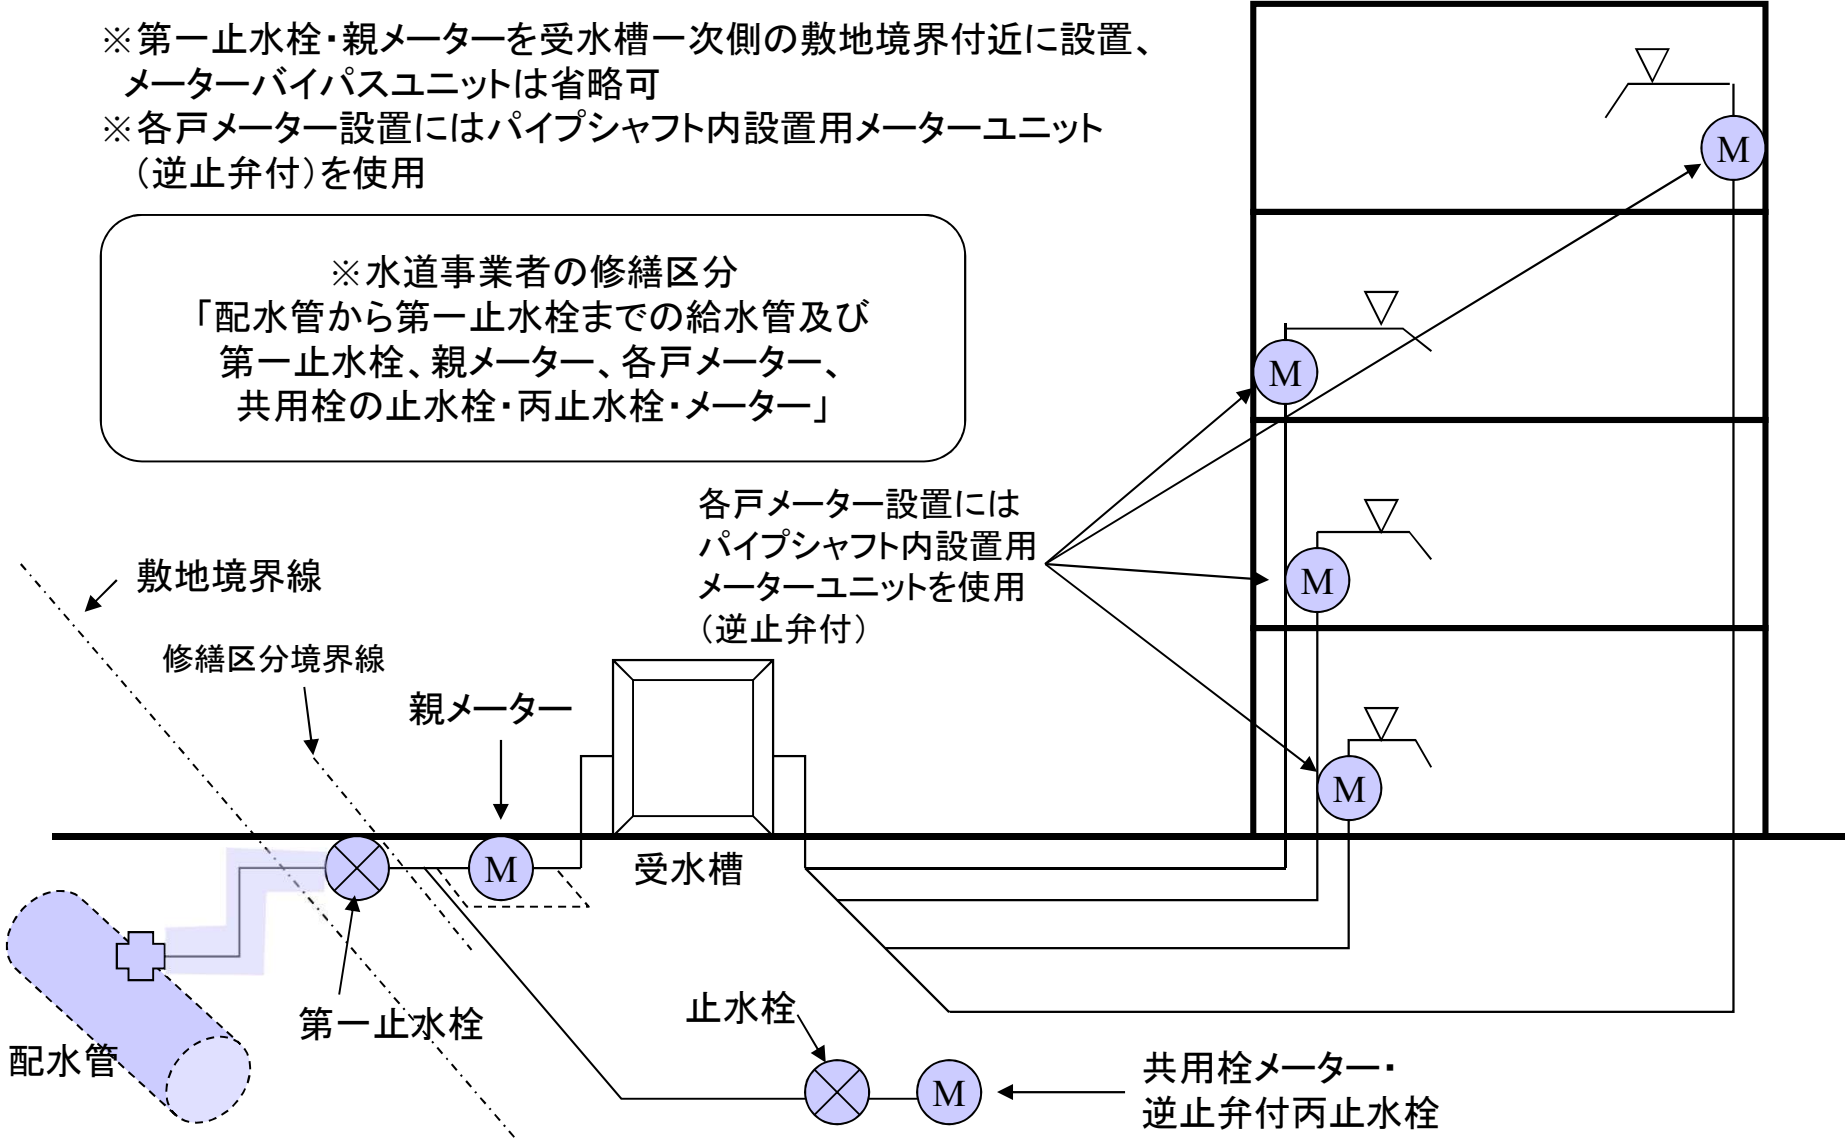 ※第一止水栓・親メーターを受水槽一次側の敷地境界付近に設置、
メーターバイパスユニットは省略可
※各戸メーター設置にはパイプシャフト内設置用メーターユニット
（逆止弁付）を使用
※水道事業者の修繕区分
「配水管から第一止水栓までの給水管及び
第一止水栓、親メーター、各戸メーター、
共用栓の止水栓・丙止水栓・メーター」
M
M
各戸メーター設置には
パイプシャフト内設置用
メーターユニットを使用
（逆止弁付）
M
敷地境界線
修繕区分境界線
親メーター
M
M
受水槽
第一止水栓
配水管
止水栓
M
共用栓メーター・
逆止弁付丙止水栓